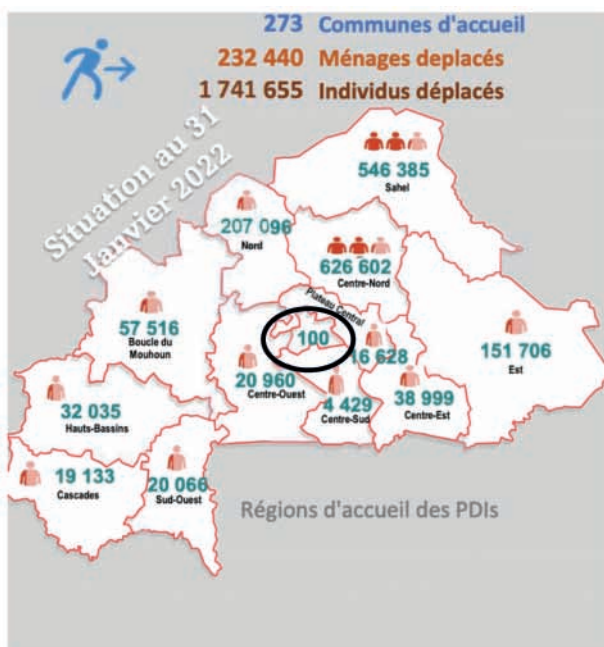 273 Communes d'accueil
232 440 Ménages deplacés
1 741 655 Individus déplacés
Situation au 31
Janvier 2022
546 385
Sahel
207 096
Nord
626 602
Centre-Nord
Plateau Central
57 516
Boucle du
Mouhoun
100
16 628
151 706
Est
20 960
Centre-Ouest
4 429
Centre-Sud
38 999
Centre-Est
32 035
Hauts-Bassins
19 133
Cascades
20 066
Sud-Ouest
Régions d'accueil des PDIs